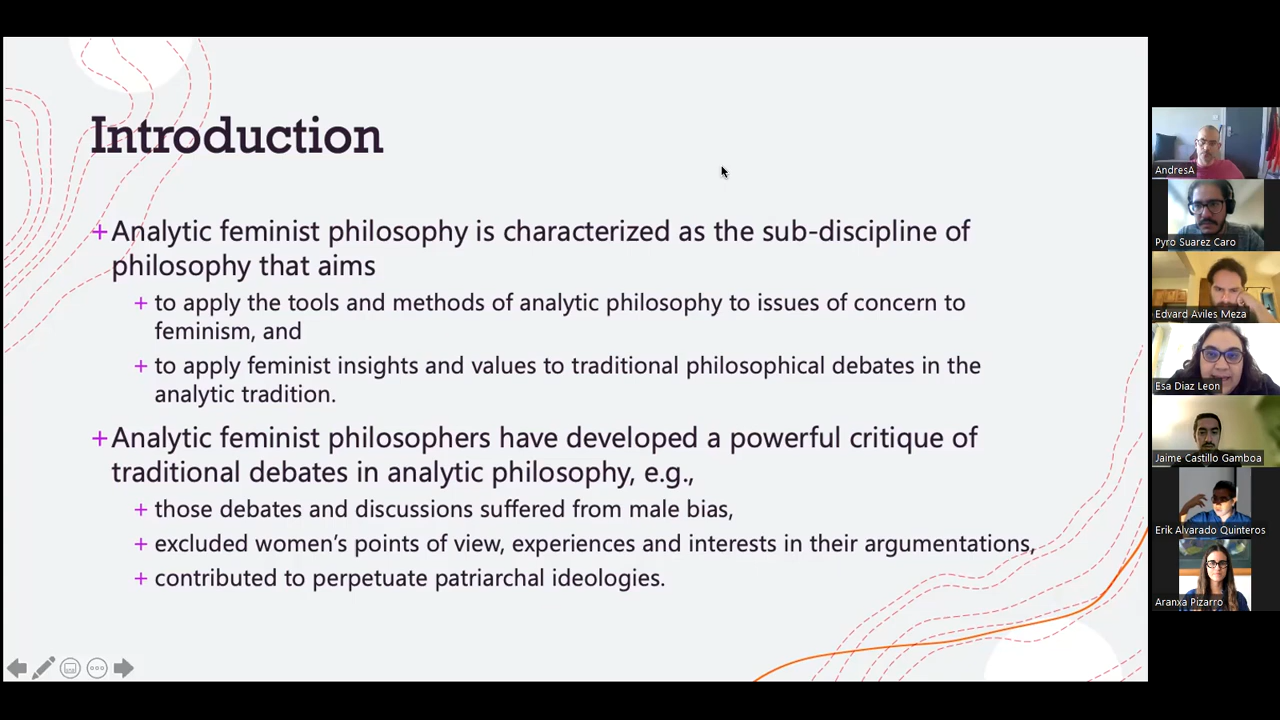 Introduction
+Analytic feminist philosophy is characterized as the sub-discipline of
philosophy that aims
+ to apply the tools and methods of analytic philosophy to issues of concern to
feminism, and
+ to apply feminist insights and values to traditional philosophical debates in the
analytic tradition.
+Analytic feminist philosophers have developed a powerful critique of
traditional debates in analytic philosophy, e.g.,
+ those debates and discussions suffered from male bias,
+ excluded women’s points of view, experiences and interests in their argumentations,
+ contributed to perpetuate patriarchal ideologies.
AndresA
Pyro Suarez Caro
Edvard Aviles Meza
Esa Diaz Leon
Jaime Castillo Gamboa
Erik Alvarado Quinteros
Aranxa Pizarro